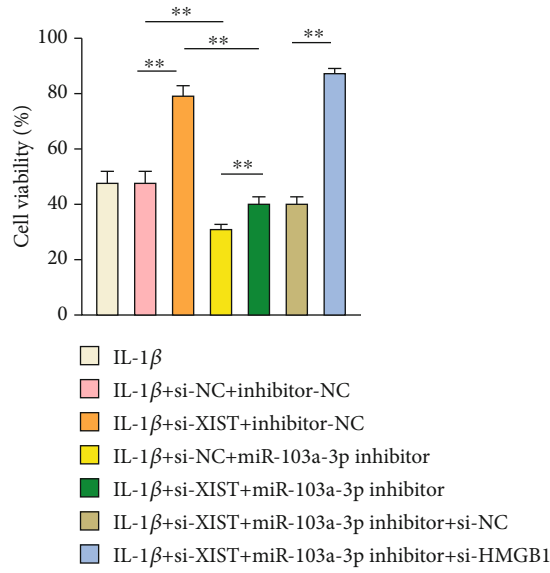 **
**
**
**
**
100
80
60
40
20
0
Cell viability (%)
IL-1β
IL-1β+si-NC+inhibitor-NC
IL-1β+si-XIST+inhibitor-NC
IL-1β+si-NC+miR-103a-3p inhibitor
IL-1β+si-XIST+miR-103a-3p inhibitor
IL-1β+si-XIST+miR-103a-3p inhibitor+si-NC
IL-1β+si-XIST+miR-103a-3p inhibitor+si-HMGB1